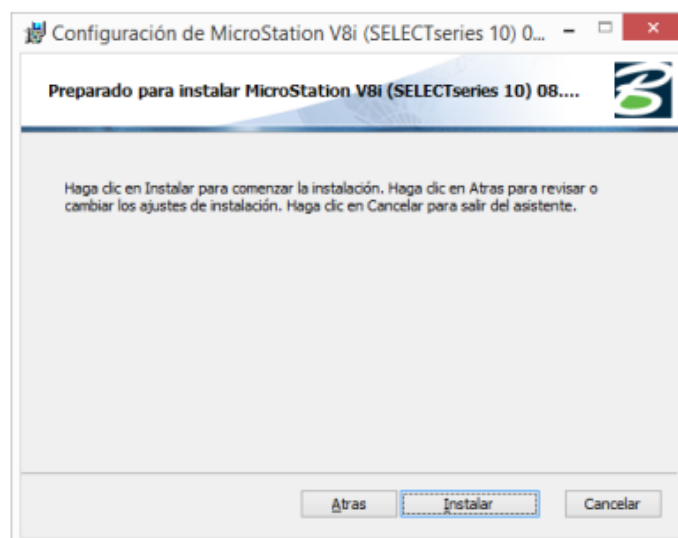 Configuración de MicroStation V8i (SELECTseries 10) 0...
Preparado para instalar MicroStation V8i (SELECTseries 10) 08....
Haga clic en Instalar para comenzar la instalación. Haga clic en Atras para revisar o
cambiar los ajustes de instalación. Haga clic en Cancelar para salir del asistente.
Atras Instalar Cancelar